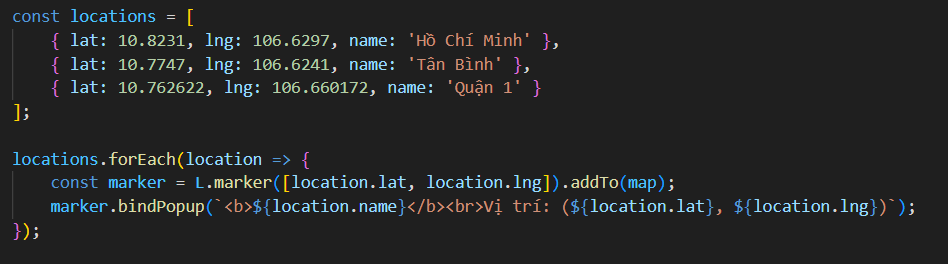 const locations = [
    { lat: 10.8231, lng: 106.6297, name: 'Hồ Chí Minh' },
    { lat: 10.7747, lng: 106.6241, name: 'Tân Bình' },
    { lat: 10.762622, lng: 106.660172, name: 'Quận 1' }
];

locations.forEach(location => {
    const marker = L.marker([location.lat, location.lng]).addTo(map);
    marker.bindPopup(`<b>${location.name}</b><br>Vị trí: (${location.lat}, ${location.lng})`);
});